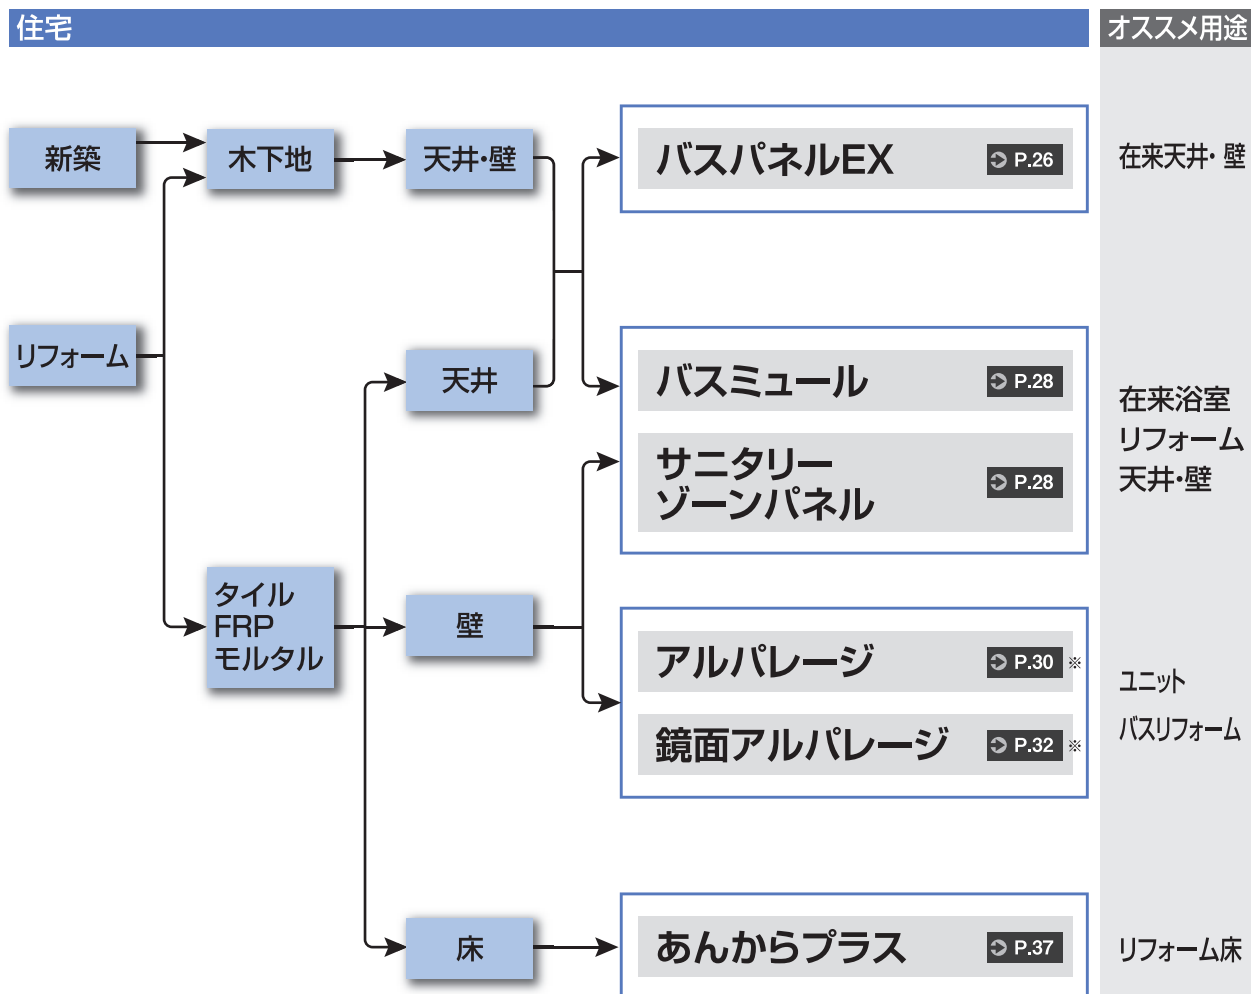 住宅
オススメ用途
新築
木下地
天井・壁
バスパネルEX
P.26
在来天井・壁
リフォーム
天井
バスミュール
P.28
サニタリー
ゾーンパネル
P.28
在来浴室
リフォーム
天井・壁
タイル
FRP
モルタル
壁
アルパレージ
P.30 ※
鏡面アルパレージ
P.32 ※
ユニット
バスリフォーム
床
あんからプラス
P.37
リフォーム床